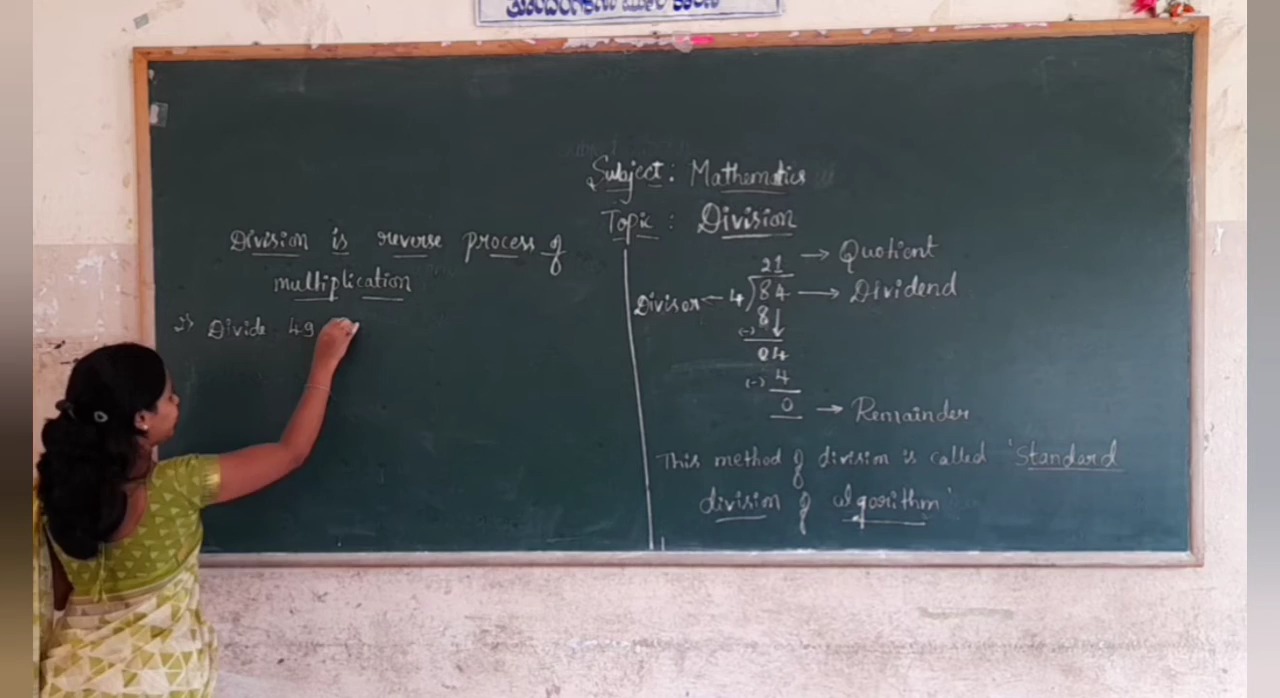 Subject: Mathematics
Topic : Division
Division is reverse process of
multiplication
2) Divide 49
21 → Quotient
Divisor ← 4) 84 → Dividend
(-) 8↓
04
(-) 4
0 → Remainder
This method of division is called 'Standard
division of algorithm'